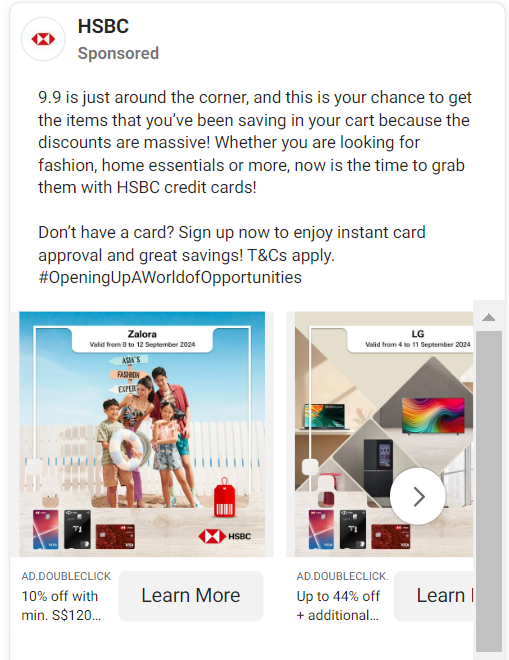 HSBC
Sponsored
9.9 is just around the corner, and this is your chance to get
the items that you’ve been saving in your cart because the
discounts are massive! Whether you are looking for
fashion, home essentials or more, now is the time to grab
them with HSBC credit cards!
Don’t have a card? Sign up now to enjoy instant card
approval and great savings! T&Cs apply.
#OpeningUpAWorldofOpportunities
Zalora
Valid from 8 to 12 September 2024
ASIA'S
FASHION
EXPERT
HSBC
LG
Valid from 4 to 11 September 2024
AD.DOUBLECLICK.
10% off with
min. S$120...
Learn More
AD.DOUBLECLICK.
Up to 44% off
+ additional...
Learn